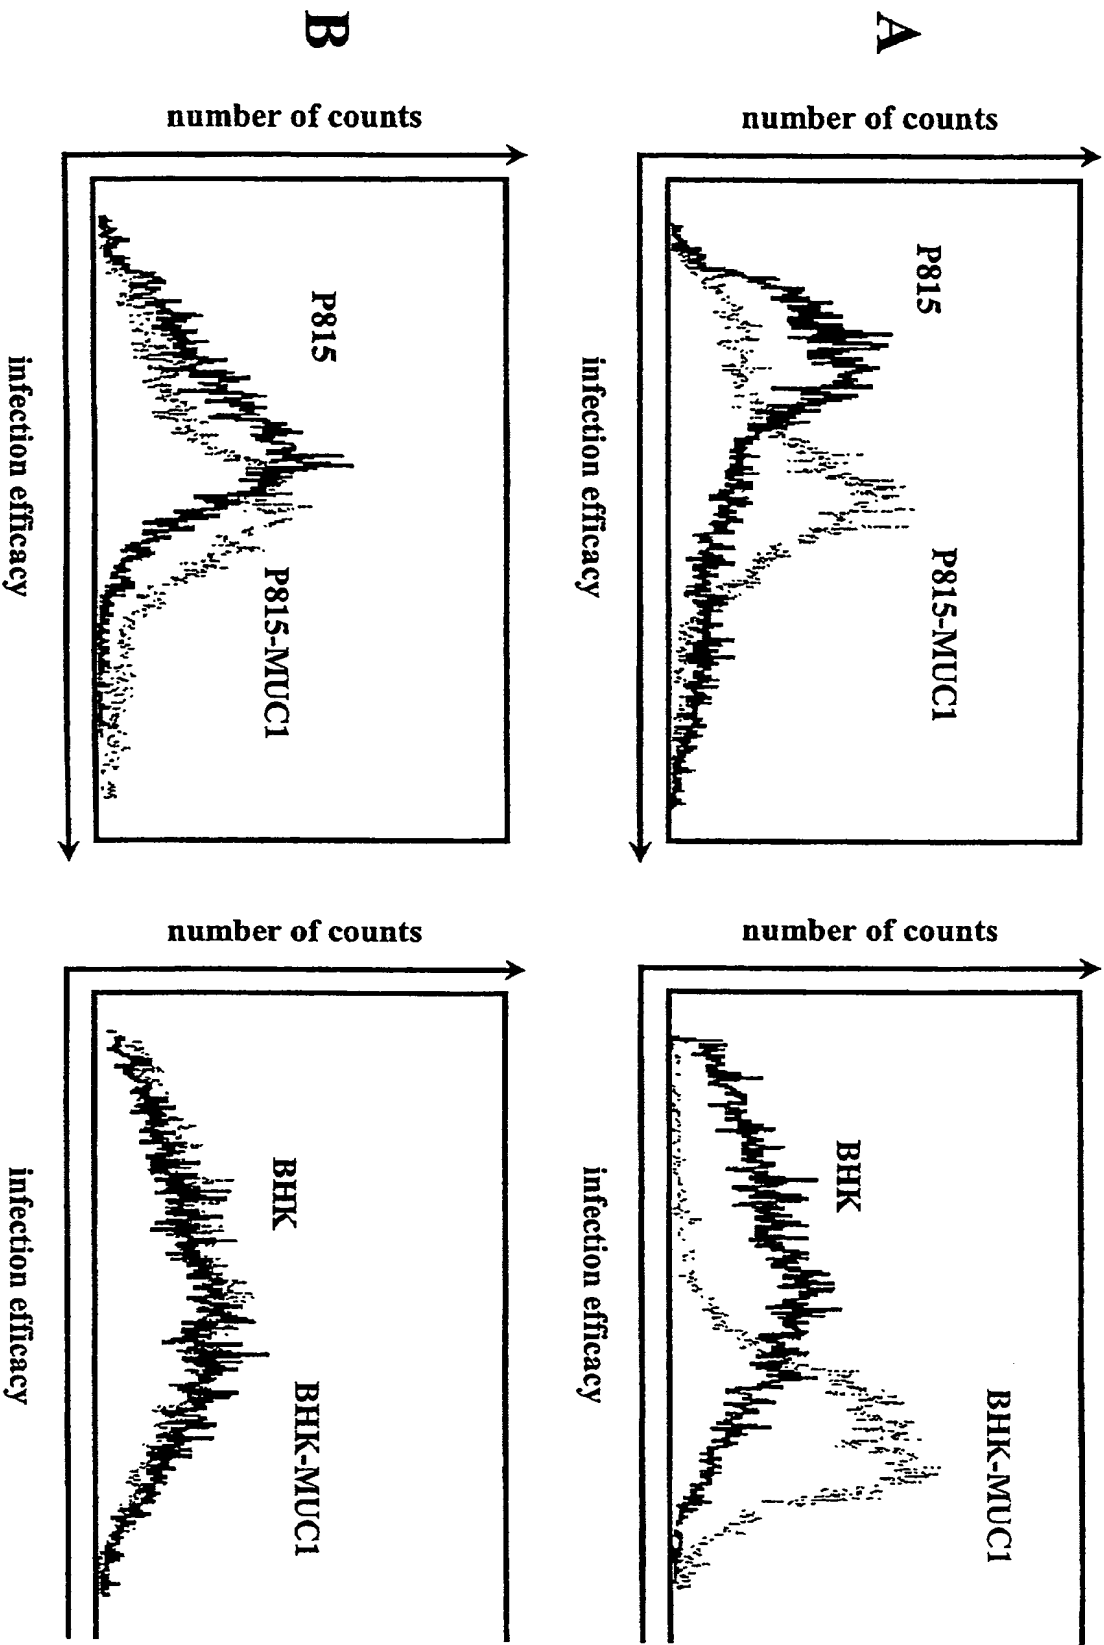 A
number of counts
P815
P815-MUC1
infection efficacy
number of counts
BHK
BHK-MUC1
infection efficacy
B
number of counts
P815
P815-MUC1
infection efficacy
number of counts
BHK
BHK-MUC1
infection efficacy